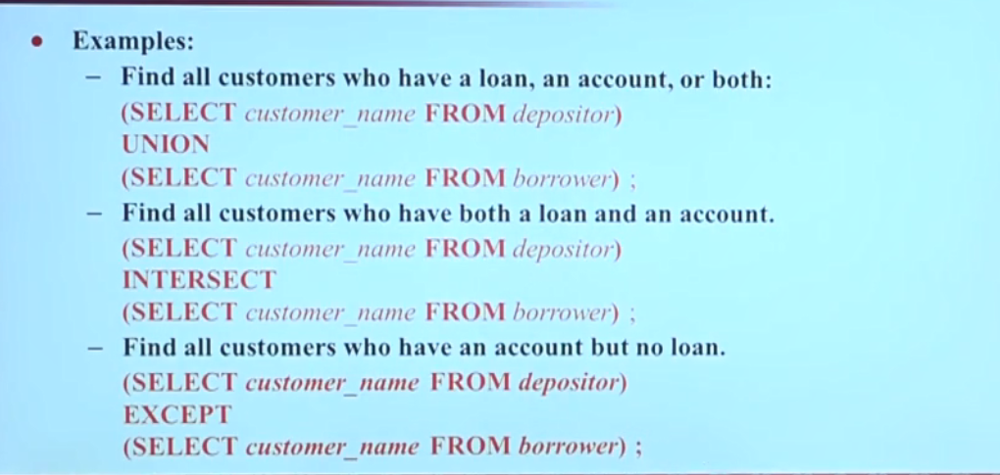 • Examples:
– Find all customers who have a loan, an account, or both:
(SELECT customer_name FROM depositor)
UNION
(SELECT customer_name FROM borrower) ;
– Find all customers who have both a loan and an account.
(SELECT customer_name FROM depositor)
INTERSECT
(SELECT customer_name FROM borrower) ;
– Find all customers who have an account but no loan.
(SELECT customer_name FROM depositor)
EXCEPT
(SELECT customer_name FROM borrower) ;